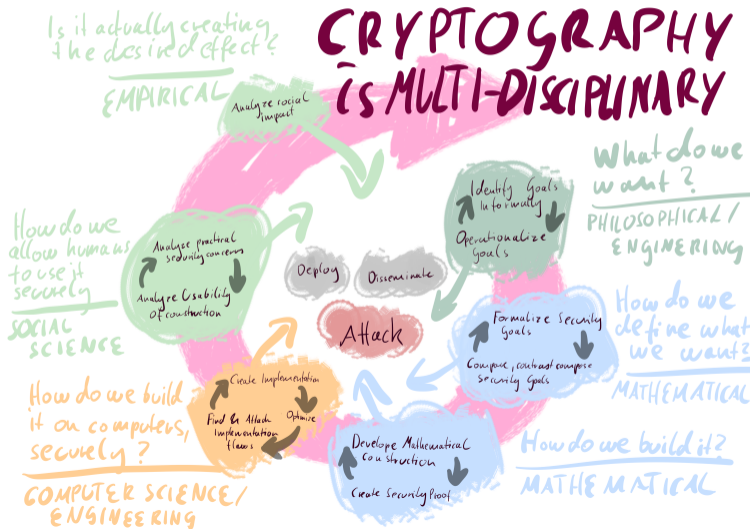 CRYPTOGRAPHY
is MULTI-DISCIPLINARY
Is it actually creating
the desired effect?
EMPIRICAL
Analyze social
impact
What do we
want?
PHILOSOPHICAL/
ENGINERING
Identify Goals
Informally
Operationalize
Goals
How do we
define what
we want?
MATHEMATICAL
Formalize Security
Goals
Compare, contrast compose
Security Goals
How do we build it?
MATHEMATICAL
Develope Mathematical
Construction
Create Security Proof
How do we build
it on computers,
securely?
COMPUTER SCIENCE/
ENGINEERING
Create Implementation
Optimize
Find & Attack
Implementation
flaws
How do we
allow humans
to use it
securely
SOCIAL
SCIENCE
Analyze practical
security concerns
Analyze Usability
Of construction
Deploy
Disseminate
Attack